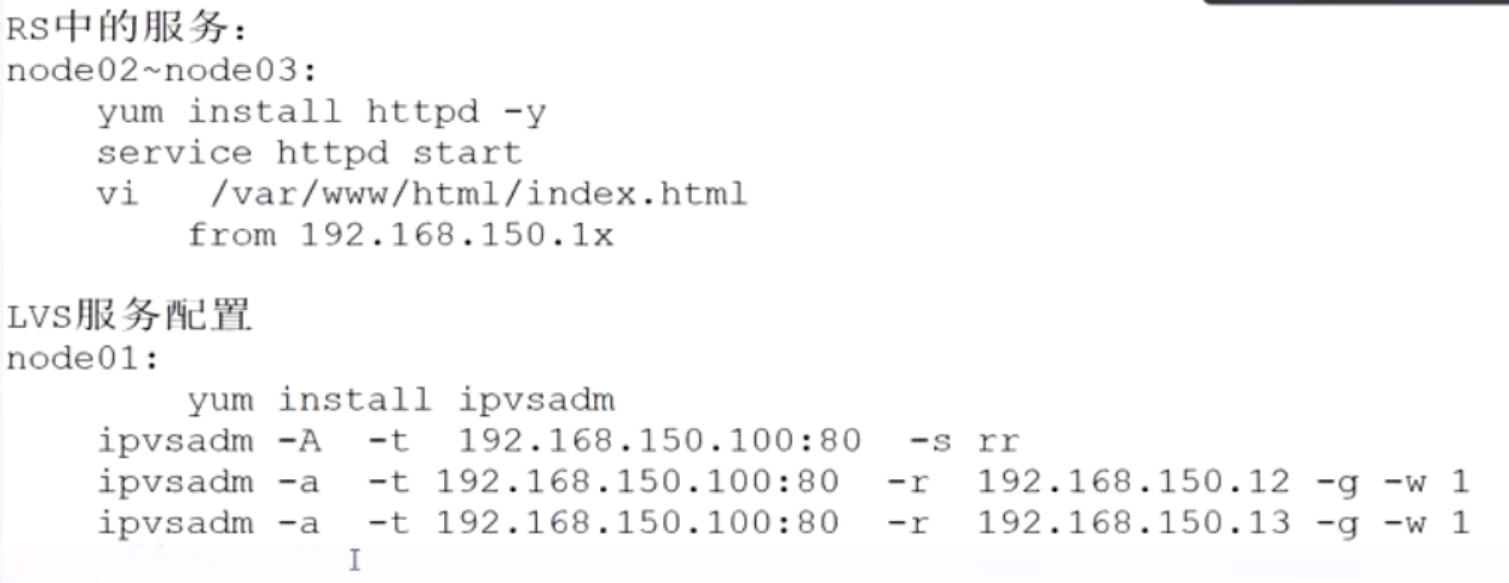 RS中的服务：
node02~node03:
yum install httpd -y
service httpd start
vi /var/www/html/index.html
from 192.168.150.1x
LVS服务配置
node01:
yum install ipvsadm
ipvsadm -A -t 192.168.150.100:80 -s rr
ipvsadm -a -t 192.168.150.100:80 -r 192.168.150.12 -g -w 1
ipvsadm -a -t 192.168.150.100:80 -r 192.168.150.13 -g -w 1